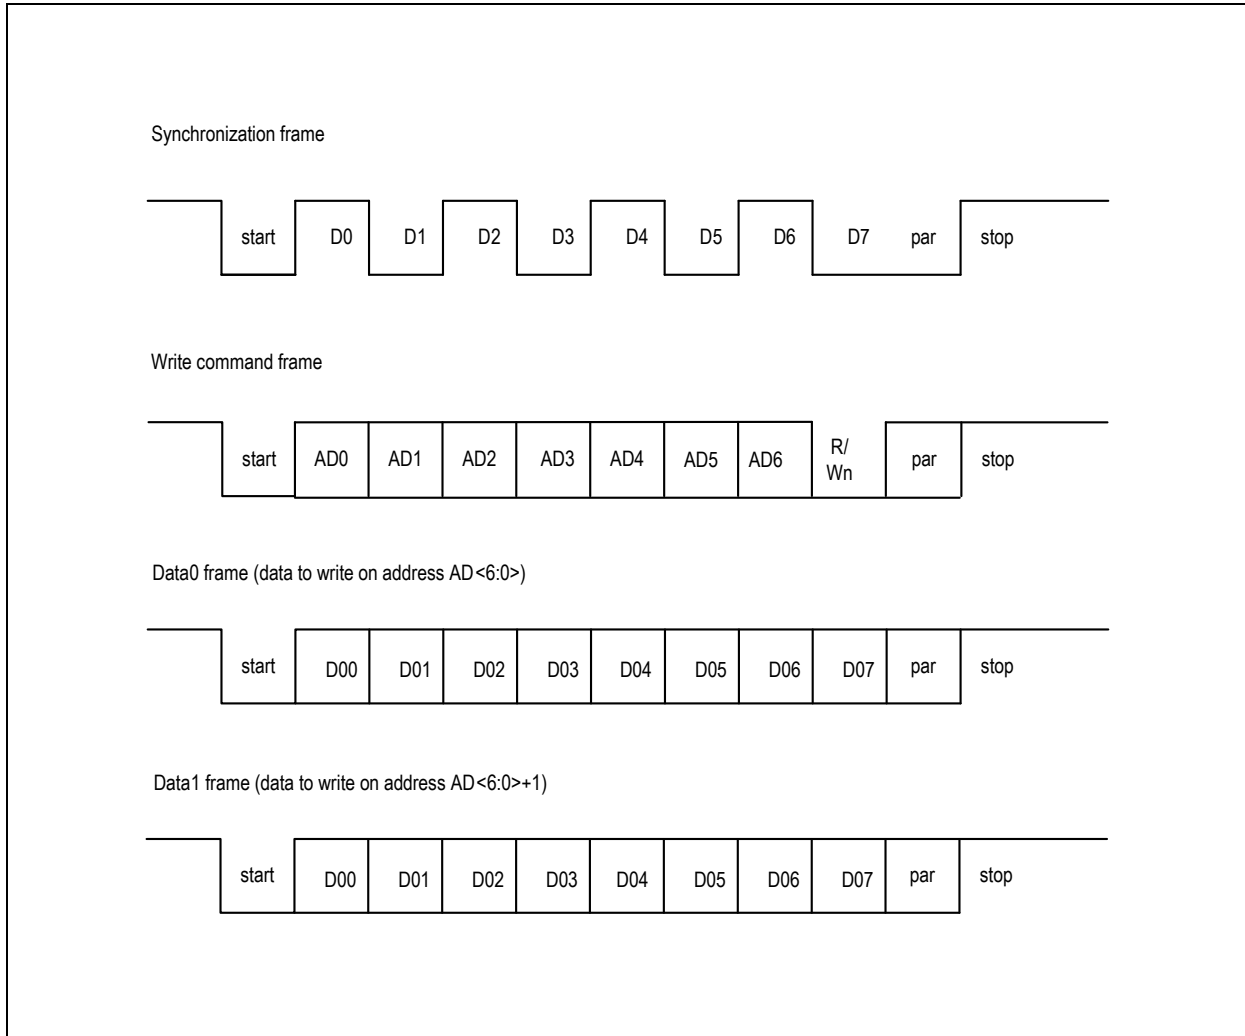 Synchronization frame
start D0 D1 D2 D3 D4 D5 D6 D7 par stop
Write command frame
start AD0 AD1 AD2 AD3 AD4 AD5 AD6 R/
Wn par stop
Data0 frame (data to write on address AD<6:0>)
start D00 D01 D02 D03 D04 D05 D06 D07 par stop
Data1 frame (data to write on address AD<6:0>+1)
start D00 D01 D02 D03 D04 D05 D06 D07 par stop